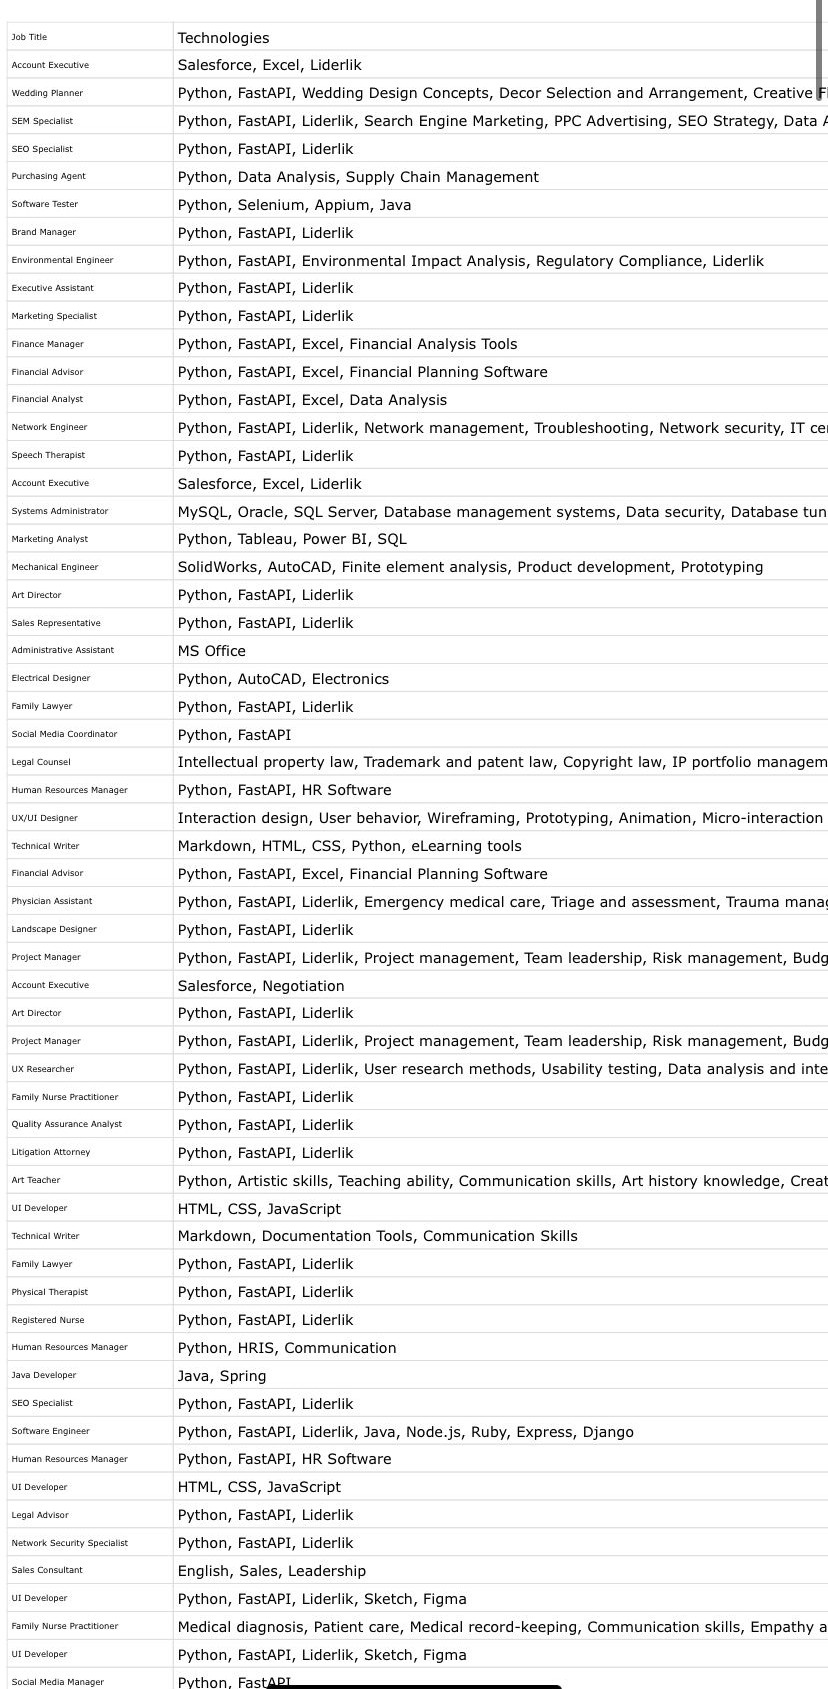 Job Title Technologies
Account Executive Salesforce, Excel, Liderlik
Wedding Planner Python, FastAPI, Wedding Design Concepts, Decor Selection and Arrangement, Creative
SEM Specialist Python, FastAPI, Liderlik, Search Engine Marketing, PPC Advertising, SEO Strategy, Data
SEO Specialist Python, FastAPI, Liderlik
Purchasing Agent Python, Data Analysis, Supply Chain Management
Software Tester Python, Selenium, Appium, Java
Brand Manager Python, FastAPI, Liderlik
Environmental Engineer Python, FastAPI, Environmental Impact Analysis, Regulatory Compliance, Liderlik
Executive Assistant Python, FastAPI, Liderlik
Marketing Specialist Python, FastAPI, Liderlik
Finance Manager Python, FastAPI, Excel, Financial Analysis Tools
Financial Advisor Python, FastAPI, Excel, Financial Planning Software
Financial Analyst Python, FastAPI, Excel, Data Analysis
Network Engineer Python, FastAPI, Liderlik, Network management, Troubleshooting, Network security, IT cer
Speech Therapist Python, FastAPI, Liderlik
Account Executive Salesforce, Excel, Liderlik
Systems Administrator MySQL, Oracle, SQL Server, Database management systems, Data security, Database tun
Marketing Analyst Python, Tableau, Power BI, SQL
Mechanical Engineer SolidWorks, AutoCAD, Finite element analysis, Product development, Prototyping
Art Director Python, FastAPI, Liderlik
Sales Representative Python, FastAPI, Liderlik
Administrative Assistant MS Office
Electrical Designer Python, AutoCAD, Electronics
Family Lawyer Python, FastAPI, Liderlik
Social Media Coordinator Python, FastAPI
Legal Counsel Intellectual property law, Trademark and patent law, Copyright law, IP portfolio managem
Human Resources Manager Python, FastAPI, HR Software
UX/UI Designer Interaction design, User behavior, Wireframing, Prototyping, Animation, Micro-interaction
Technical Writer Markdown, HTML, CSS, Python, eLearning tools
Financial Advisor Python, FastAPI, Excel, Financial Planning Software
Physician Assistant Python, FastAPI, Liderlik, Emergency medical care, Triage and assessment, Trauma manag
Landscape Designer Python, FastAPI, Liderlik
Project Manager Python, FastAPI, Liderlik, Project management, Team leadership, Risk management, Budg
Account Executive Salesforce, Negotiation
Art Director Python, FastAPI, Liderlik
Project Manager Python, FastAPI, Liderlik, Project management, Team leadership, Risk management, Budg
UX Researcher Python, FastAPI, Liderlik, User research methods, Usability testing, Data analysis and inte
Family Nurse Practitioner Python, FastAPI, Liderlik
Quality Assurance Analyst Python, FastAPI, Liderlik
Litigation Attorney Python, FastAPI, Liderlik
Art Teacher Python, Artistic skills, Teaching ability, Communication skills, Art history knowledge, Creat
UI Developer HTML, CSS, JavaScript
Technical Writer Markdown, Documentation Tools, Communication Skills
Family Lawyer Python, FastAPI, Liderlik
Physical Therapist Python, FastAPI, Liderlik
Registered Nurse Python, FastAPI, Liderlik
Human Resources Manager Python, HRIS, Communication
Java Developer Java, Spring
SEO Specialist Python, FastAPI, Liderlik
Software Engineer Python, FastAPI, Liderlik, Java, Node.js, Ruby, Express, Django
Human Resources Manager Python, FastAPI, HR Software
UI Developer HTML, CSS, JavaScript
Legal Advisor Python, FastAPI, Liderlik
Network Security Specialist Python, FastAPI, Liderlik
Sales Consultant English, Sales, Leadership
UI Developer Python, FastAPI, Liderlik, Sketch, Figma
Family Nurse Practitioner Medical diagnosis, Patient care, Medical record-keeping, Communication skills, Empathy a
UI Developer Python, FastAPI, Liderlik, Sketch, Figma
Social Media Manager Python, FastAPI